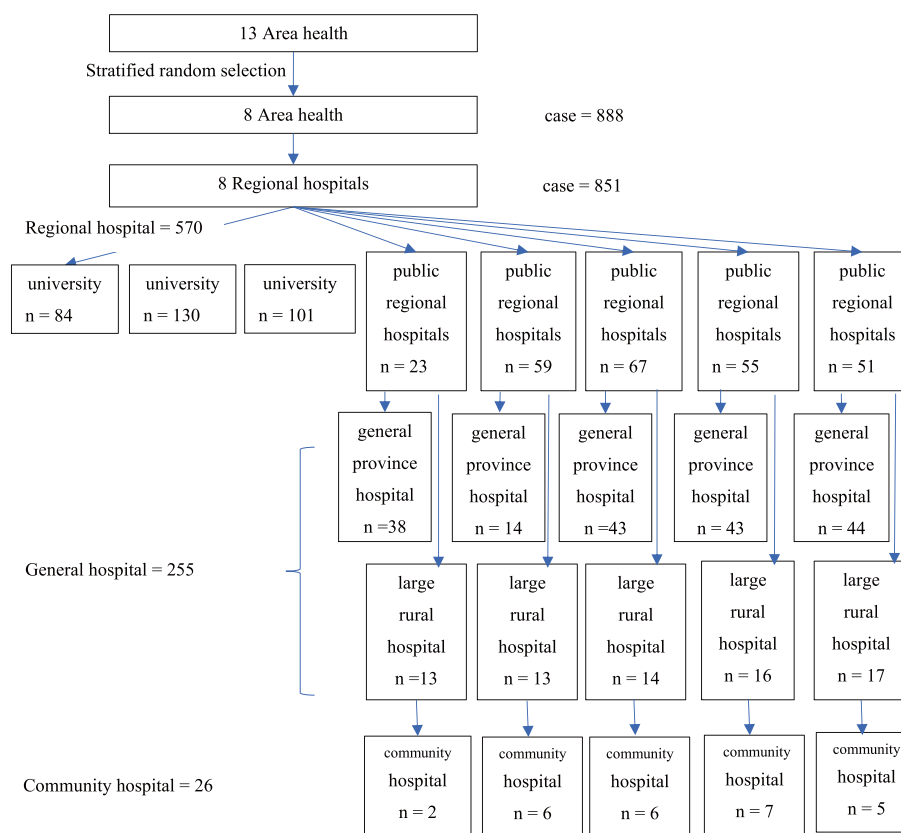 13 Area health
Stratified random selection
8 Area health
case = 888
8 Regional hospitals
case = 851
Regional hospital = 570
university
n = 84
university
n = 130
university
n = 101
public
regional
hospitals
n = 23
public
regional
hospitals
n = 59
public
regional
hospitals
n = 67
public
regional
hospitals
n = 55
public
regional
hospitals
n = 51
general
province
hospital
n =38
general
province
hospital
n = 14
general
province
hospital
n =43
general
province
hospital
n = 43
general
province
hospital
n = 44
General hospital = 255
large
rural
hospital
n =13
large
rural
hospital
n = 13
large
rural
hospital
n = 14
large
rural
hospital
n = 16
large
rural
hospital
n = 17
Community hospital = 26
community
hospital
n = 2
community
hospital
n = 6
community
hospital
n = 6
community
hospital
n = 7
community
hospital
n = 5